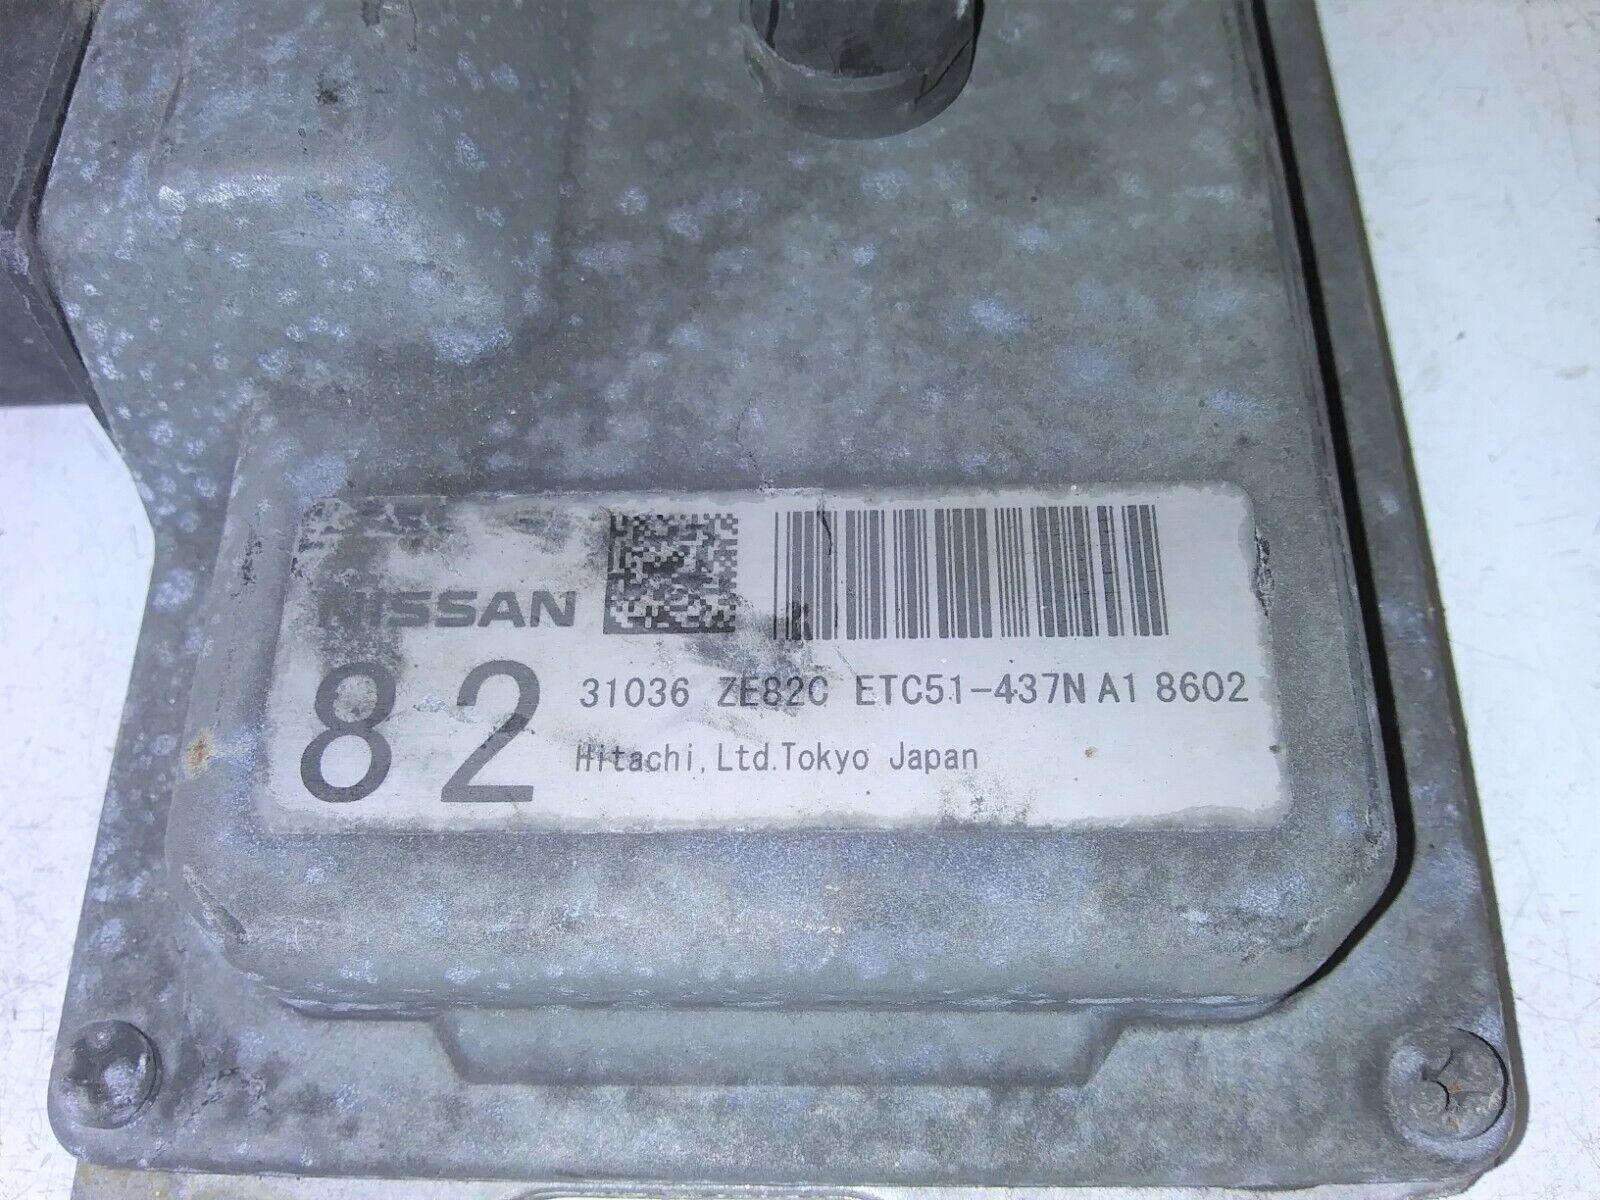 NISSAN
82
31036 ZE82C ETC51-437N A1 8602
Hitachi, Ltd. Tokyo Japan